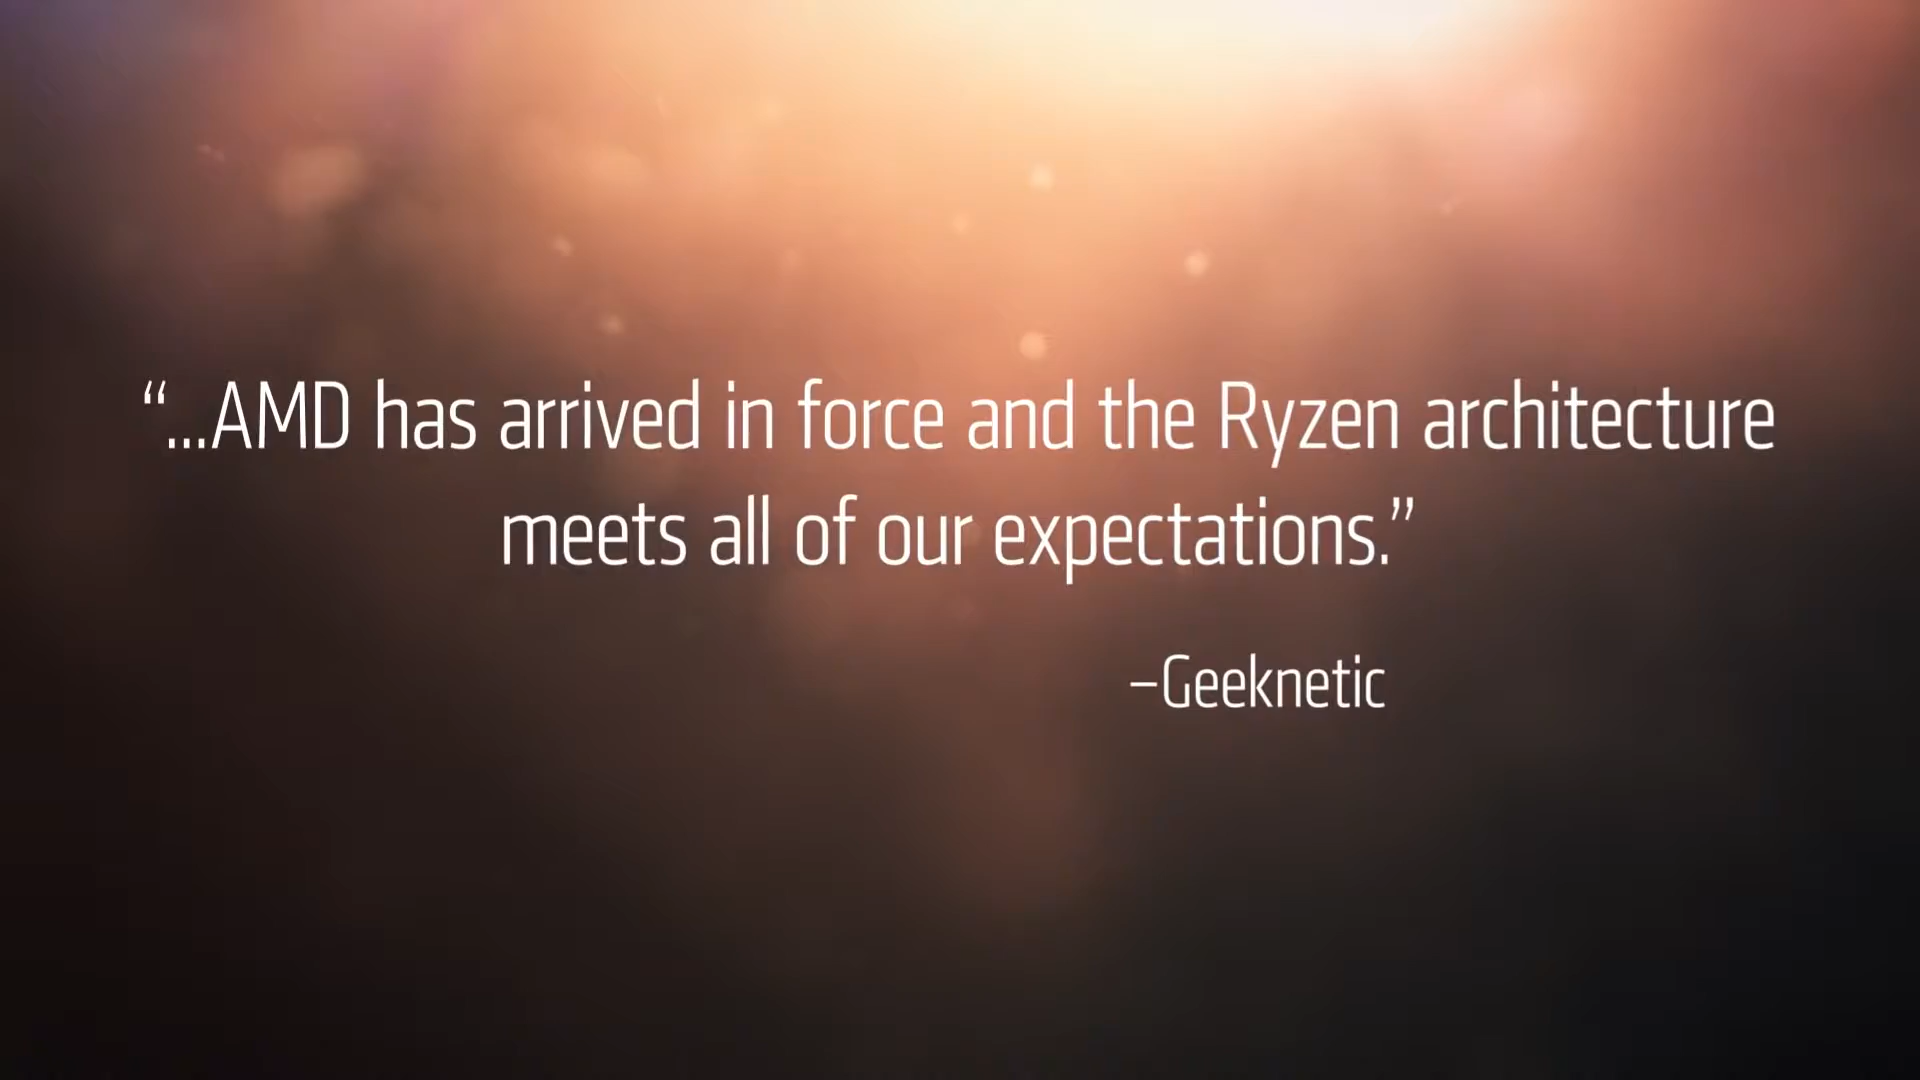 “...AMD has arrived in force and the Ryzen architecture
meets all of our expectations.”
–Geeknetic